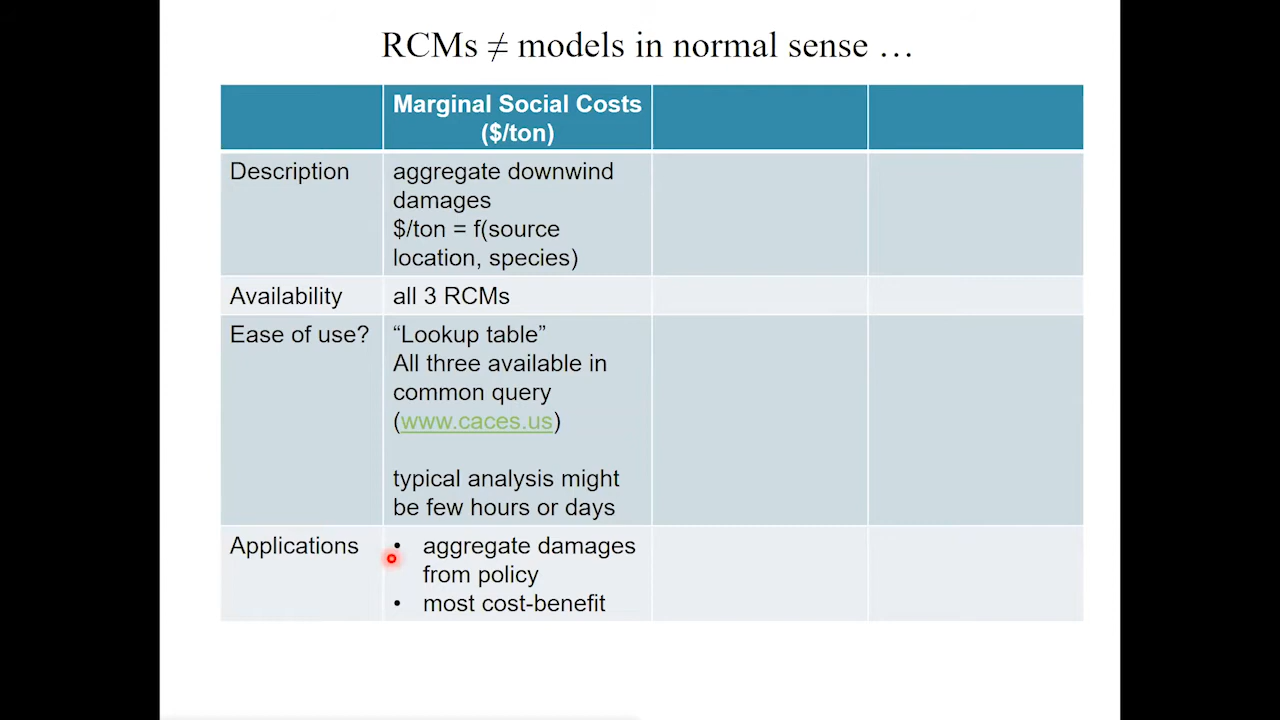 RCMs ≠ models in normal sense …
Marginal Social Costs
($/ton)
Description
aggregate downwind
damages
$/ton = f(source
location, species)
Availability
all 3 RCMs
Ease of use?
“Lookup table”
All three available in
common query
(www.caces.us)
typical analysis might
be few hours or days
Applications
• aggregate damages
from policy
• most cost-benefit